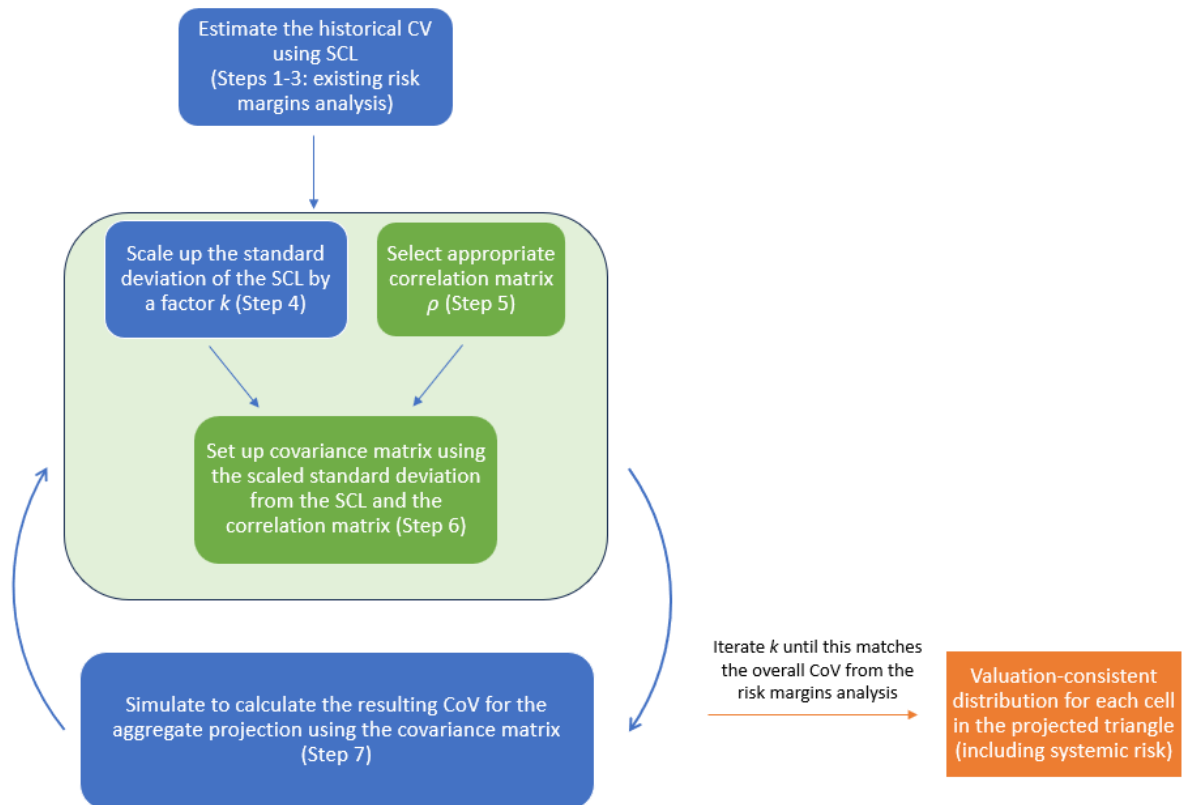 Estimate the historical CV
using SCL
(Steps 1-3: existing risk
margins analysis)
Scale up the standard
deviation of the SCL by
a factor k (Step 4)
Select appropriate
correlation matrix
ρ (Step 5)
Set up covariance matrix using
the scaled standard deviation
from the SCL and the
correlation matrix (Step 6)
Simulate to calculate the resulting CoV for the
aggregate projection using the covariance matrix
(Step 7)
Iterate k until this matches
the overall CoV from the
risk margins analysis
Valuation-consistent
distribution for each cell
in the projected triangle
(including systemic risk)